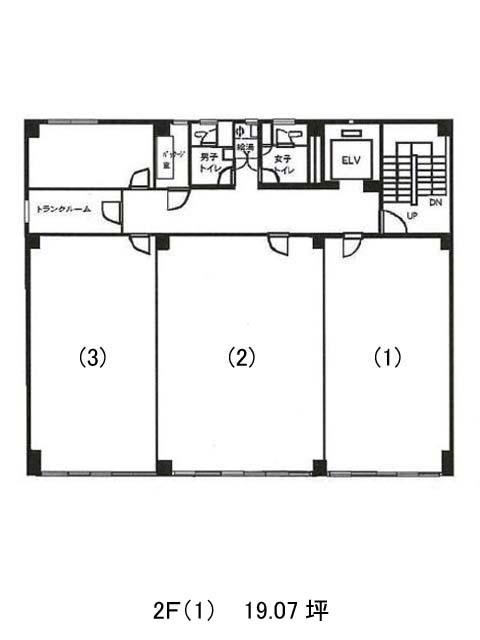 パッケージ
室
男子
トイレ
給湯
女子
トイレ
ELV
トランクルーム
DN
UP
(3)
(2)
(1)
2F(1) 19.07 坪